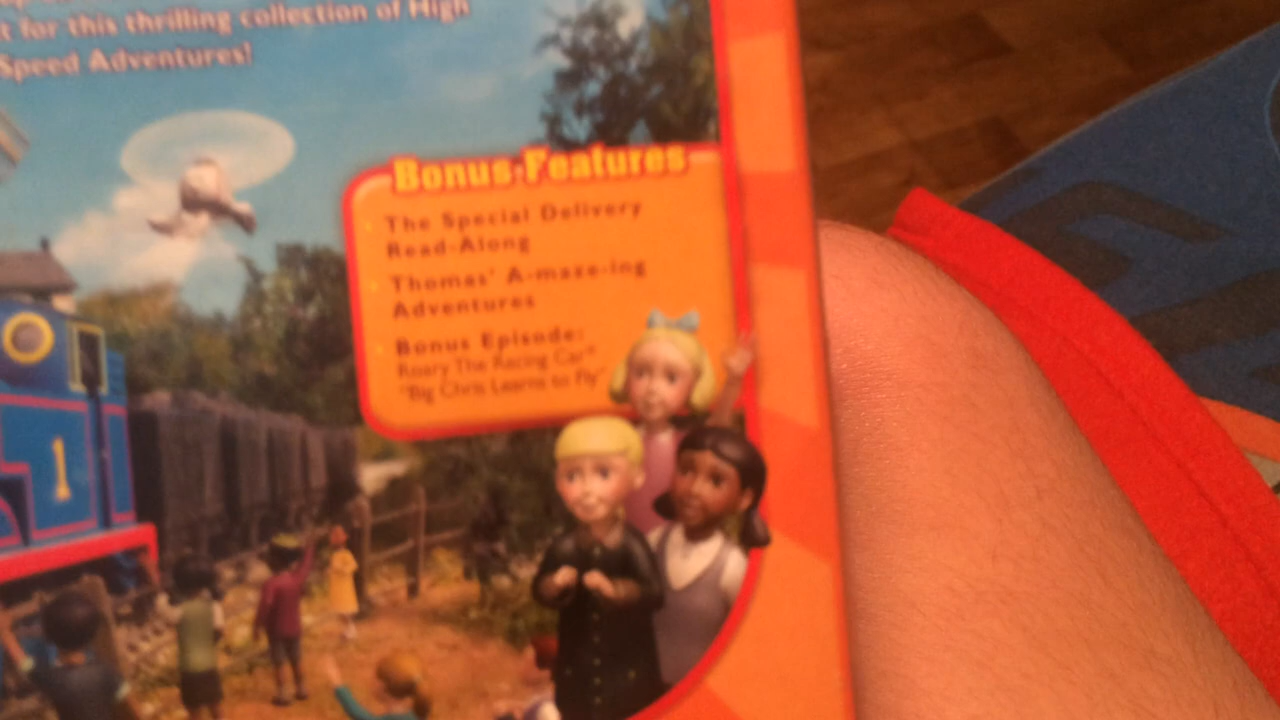 t for this thrilling collection of High
Speed Adventures!
Bonus Features
The Special Delivery
Read-Along
Thomas' A-maze-ing
Adventures
Bonus Episode:
Roary The Racing Car"
"Big Chris Learns to Fly"
1